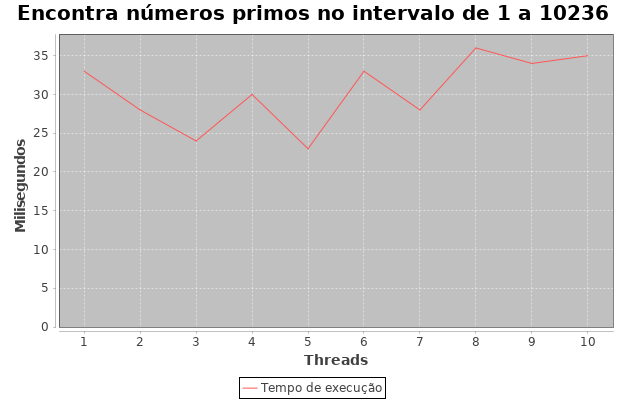 Encontra números primos no intervalo de 1 a 10236
Milisegundos
35
30
25
20
15
10
5
0
1 2 3 4 5 6 7 8 9 10
Threads
Tempo de execução